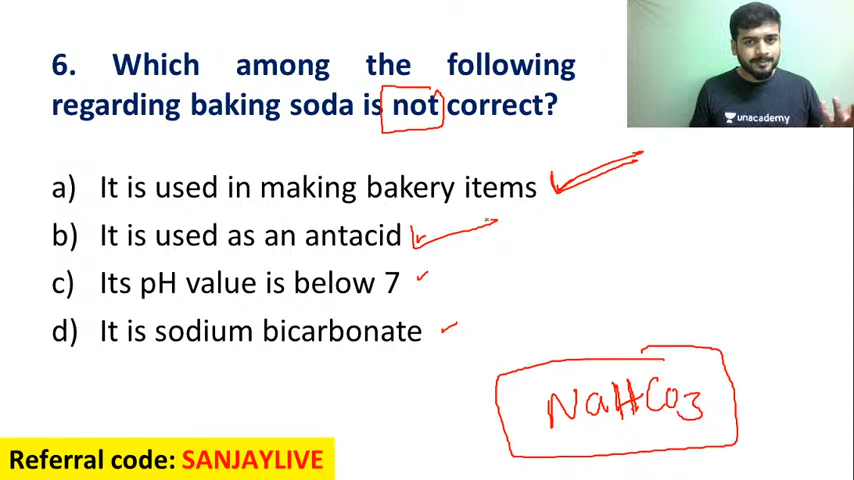 6. Which among the following
regarding baking soda is not correct?
unacademy
a) It is used in making bakery items
b) It is used as an antacid
c) Its pH value is below 7
d) It is sodium bicarbonate
NaHCO3
Referral code: SANJAYLIVE